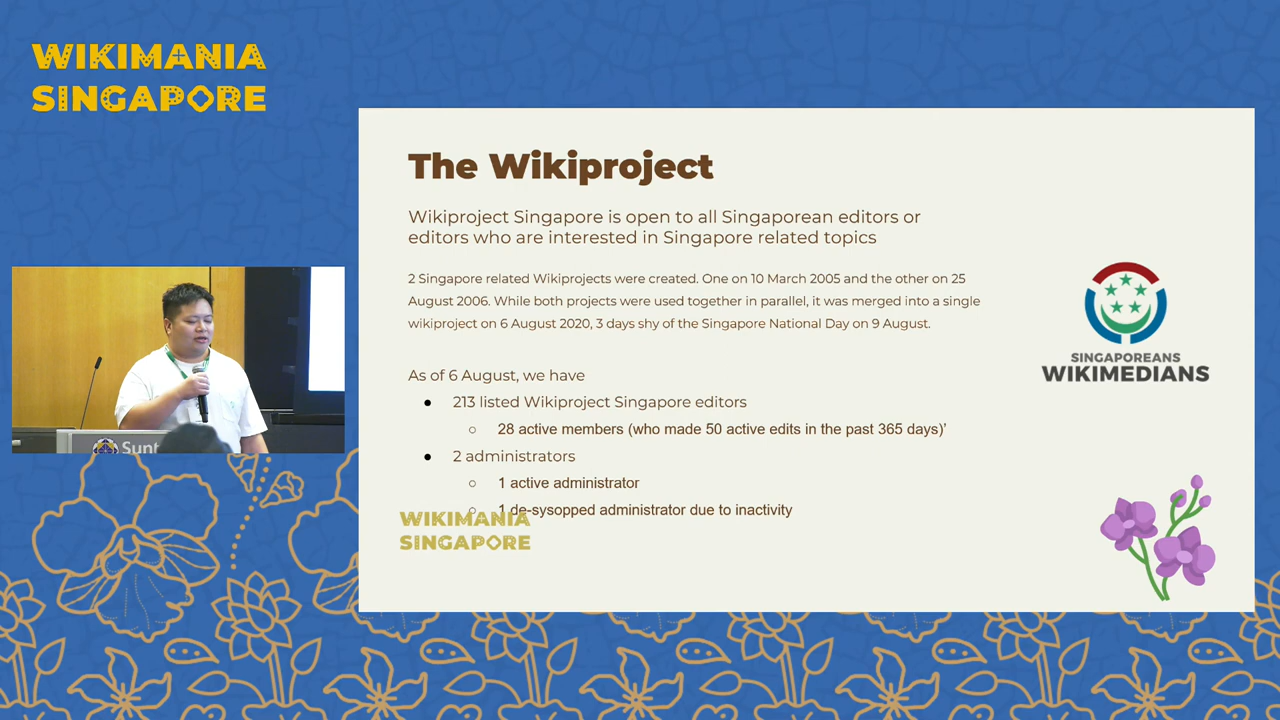 WIKIMANIA
SINGAPORE
The Wikiproject
Wikiproject Singapore is open to all Singaporean editors or
editors who are interested in Singapore related topics
2 Singapore related Wikiprojects were created. One on 10 March 2005 and the other on 25
August 2006. While both projects were used together in parallel, it was merged into a single
wikiproject on 6 August 2020, 3 days shy of the Singapore National Day on 9 August.
As of 6 August, we have
● 213 listed Wikiproject Singapore editors
○ 28 active members (who made 50 active edits in the past 365 days)'
● 2 administrators
○ 1 active administrator
○ 1 de-sysopped administrator due to inactivity
WIKIMANIA
SINGAPORE
SINGAPOREANS
WIKIMEDIANS
Sunt